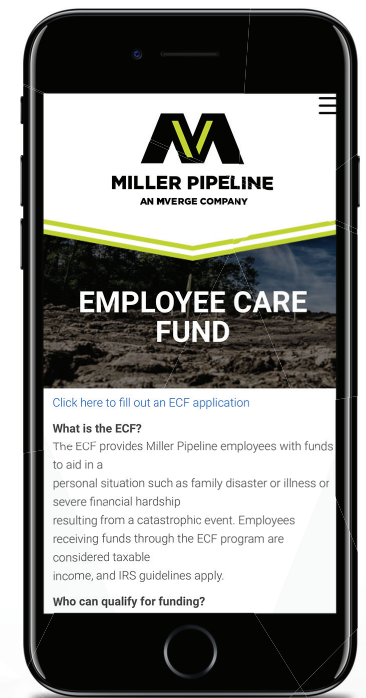 MILLER PIPELINE
AN MVERGE COMPANY
EMPLOYEE CARE
FUND
Click here to fill out an ECF application
What is the ECF?
The ECF provides Miller Pipeline employees with funds
to aid in a
personal situation such as family disaster or illness or
severe financial hardship
resulting from a catastrophic event. Employees
receiving funds through the ECF program are
considered taxable
income, and IRS guidelines apply.
Who can qualify for funding?